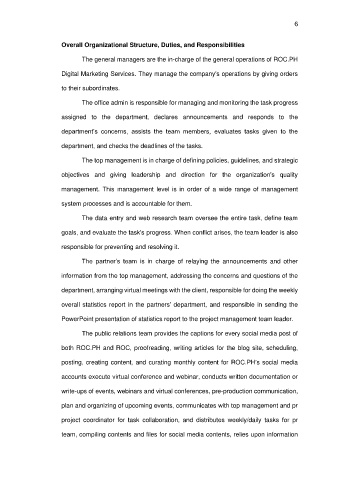 6
Overall Organizational Structure, Duties, and Responsibilities
The general managers are the in-charge of the general operations of ROC.PH
Digital Marketing Services. They manage the company's operations by giving orders
to their subordinates.
The office admin is responsible for managing and monitoring the task progress
assigned to the department, declares announcements and responds to the
department's concerns, assists the team members, evaluates tasks given to the
department, and checks the deadlines of the tasks.
The top management is in charge of defining policies, guidelines, and strategic
objectives and giving leadership and direction for the organization's quality
management. This management level is in order of a wide range of management
system processes and is accountable for them.
The data entry and web research team oversee the entire task, define team
goals, and evaluate the task's progress. When conflict arises, the team leader is also
responsible for preventing and resolving it.
The partner's team is in charge of relaying the announcements and other
information from the top management, addressing the concerns and questions of the
department, arranging virtual meetings with the client, responsible for doing the weekly
overall statistics report in the partners' department, and responsible in sending the
PowerPoint presentation of statistics report to the project management team leader.
The public relations team provides the captions for every social media post of
both ROC.PH and ROC, proofreading, writing articles for the blog site, scheduling,
posting, creating content, and curating monthly content for ROC.PH's social media
accounts execute virtual conference and webinar, conducts written documentation or
write-ups of events, webinars and virtual conferences, pre-production communication,
plan and organizing of upcoming events, communicates with top management and pr
project coordinator for task collaboration, and distributes weekly/daily tasks for pr
team, compiling contents and files for social media contents, relies upon information